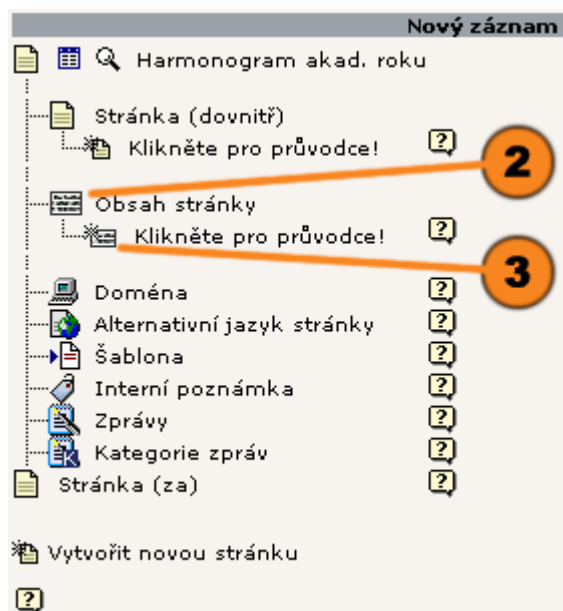 Nový záznam
Harmonogram akad. roku
Stránka (dovnitř)
Klikněte pro průvodce!
2
Obsah stránky
Klikněte pro průvodce!
3
Doména
Alternativní jazyk stránky
Šablona
Interní poznámka
Zprávy
Kategorie zpráv
Stránka (za)
Vytvořit novou stránku